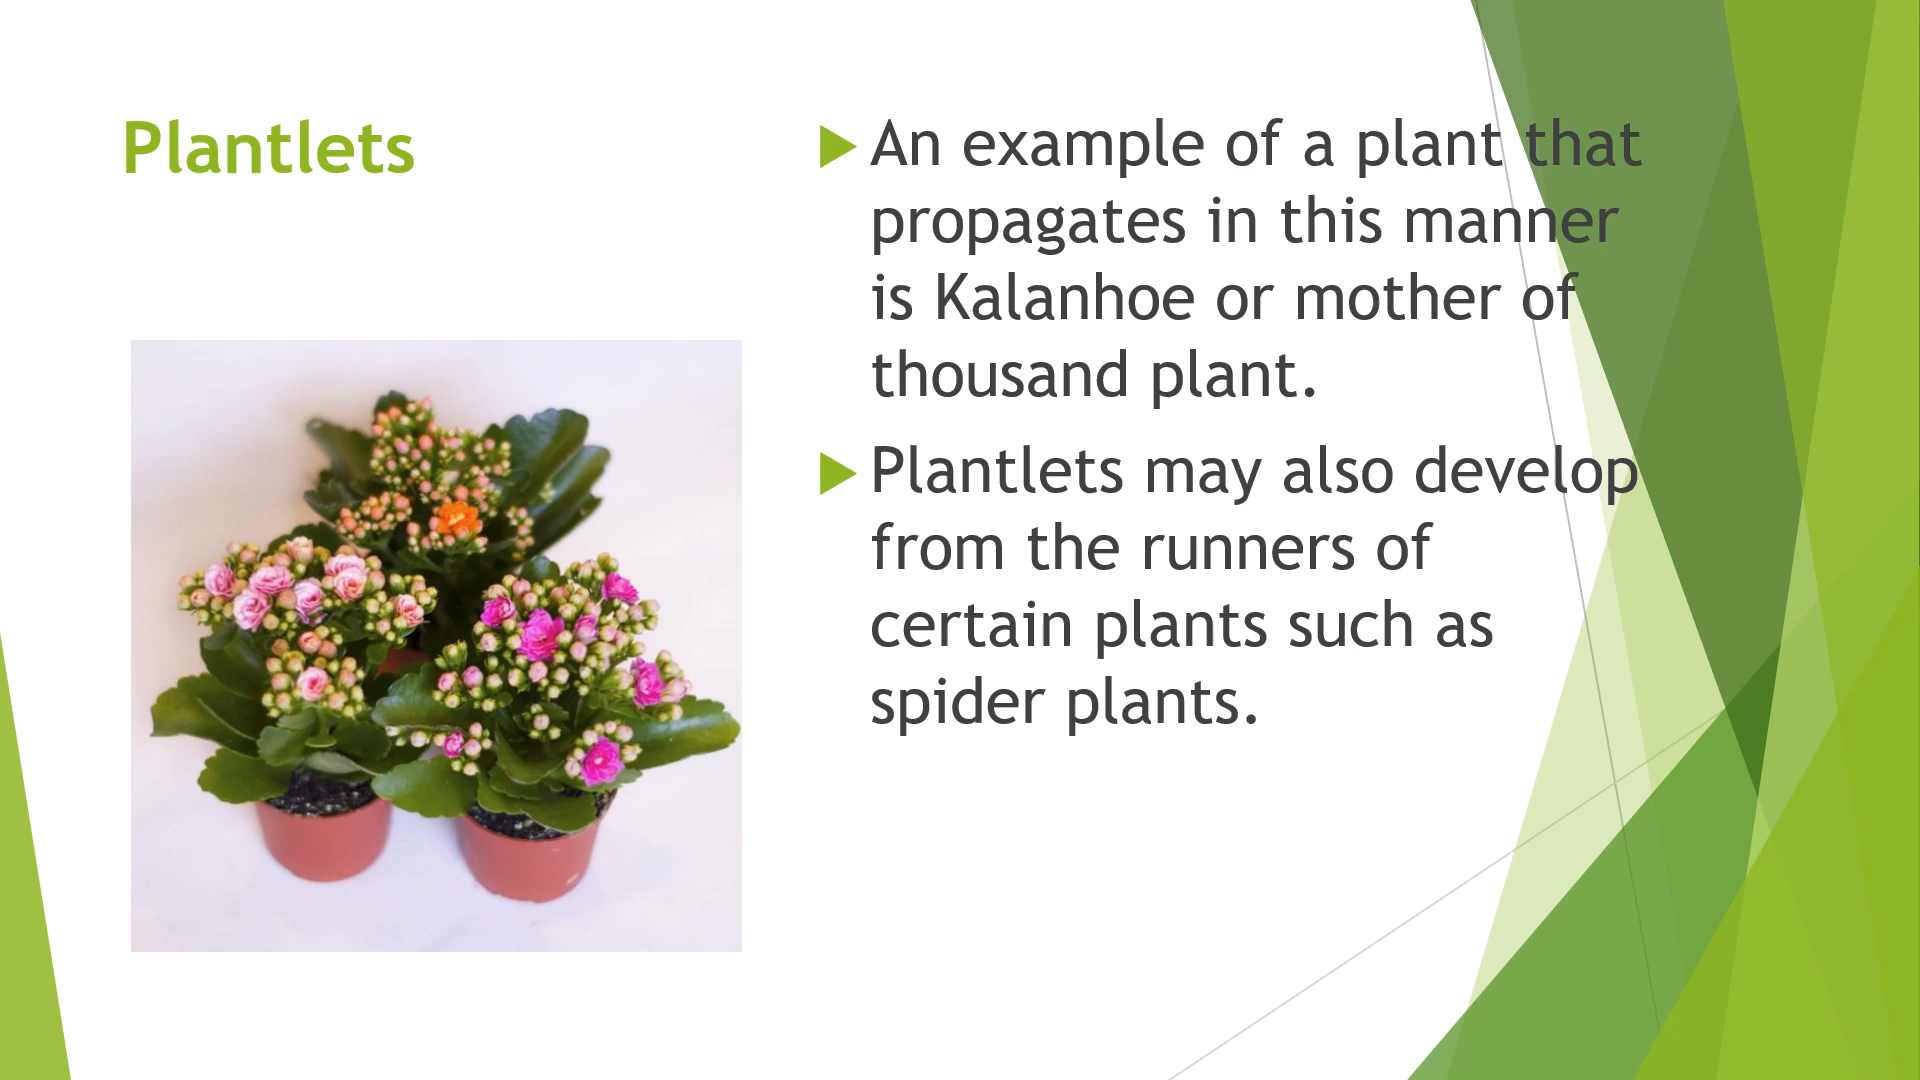 Plantlets
An example of a plant that
propagates in this manner
is Kalanhoe or mother of
thousand plant.
Plantlets may also develop
from the runners of
certain plants such as
spider plants.